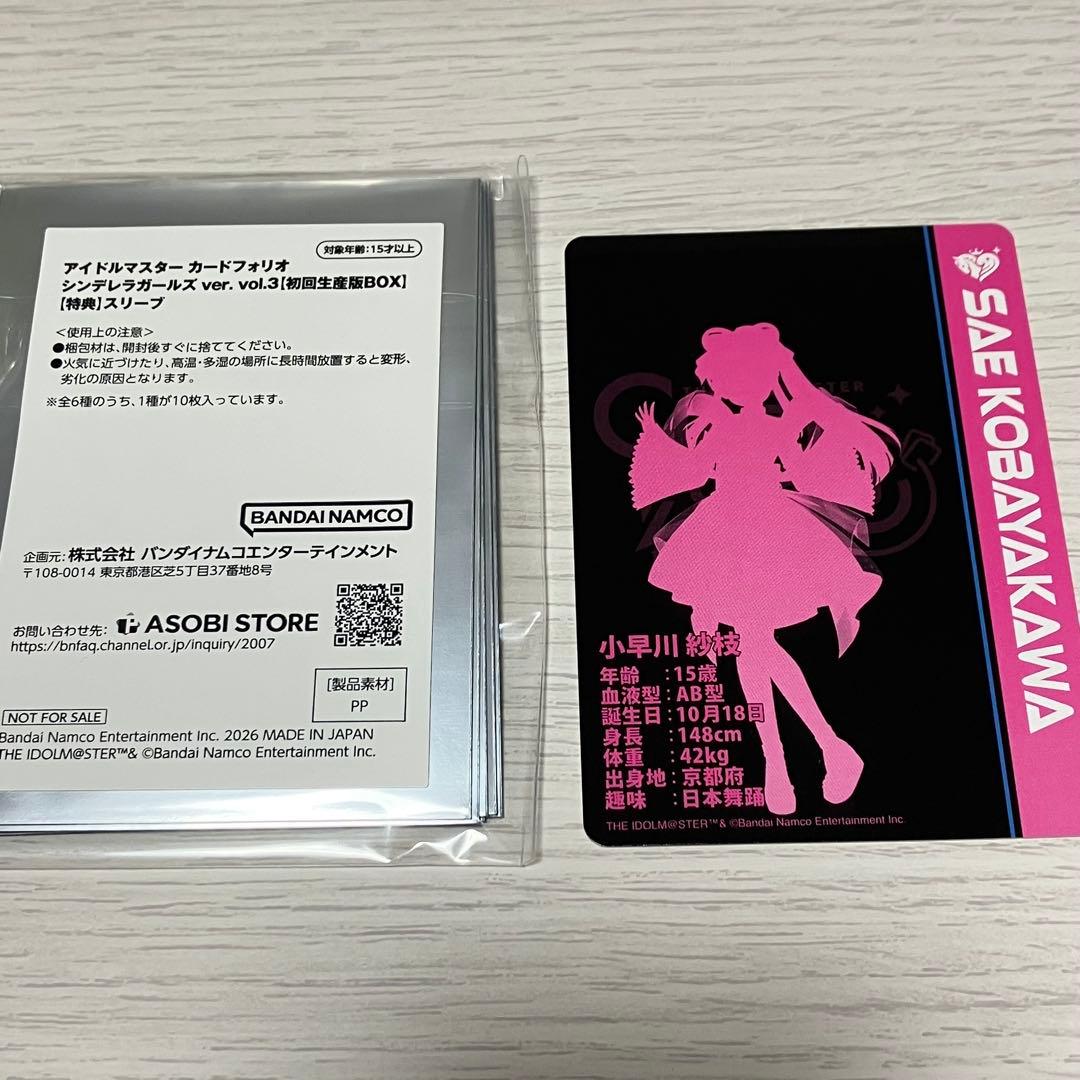 対象年齢:15才以上
アイドルマスター カードフォリオ
シンデレラガールズ ver. vol.3【初回生産版BOX】
【特典】スリーブ
<使用上の注意>
●梱包材は、開封後すぐに捨ててください。
●火気に近づけたり、高温・多湿の場所に長時間放置すると変形、
劣化の原因となります。
※全6種のうち、1種が10枚入っています。
BANDAI NAMCO
企画元:株式会社 バンダイナムコエンターテインメント
〒108-0014 東京都港区芝5丁目37番地8号
お問い合わせ先: ASOBI STORE
https://bnfaq.channel.or.jp/inquiry/2007
[製品素材]
PP
NOT FOR SALE
Bandai Namco Entertainment Inc. 2026 MADE IN JAPAN
THE IDOLM@STER™& ©Bandai Namco Entertainment Inc.
SAE KOBAYAKAWA
小早川 紗枝
年齢 :15歳
血液型:AB型
誕生日:10月18日
身長 :148cm
体重 :42kg
出身地:京都府
趣味 :日本舞踊
THE IDOLM@STER™& ©Bandai Namco Entertainment Inc.